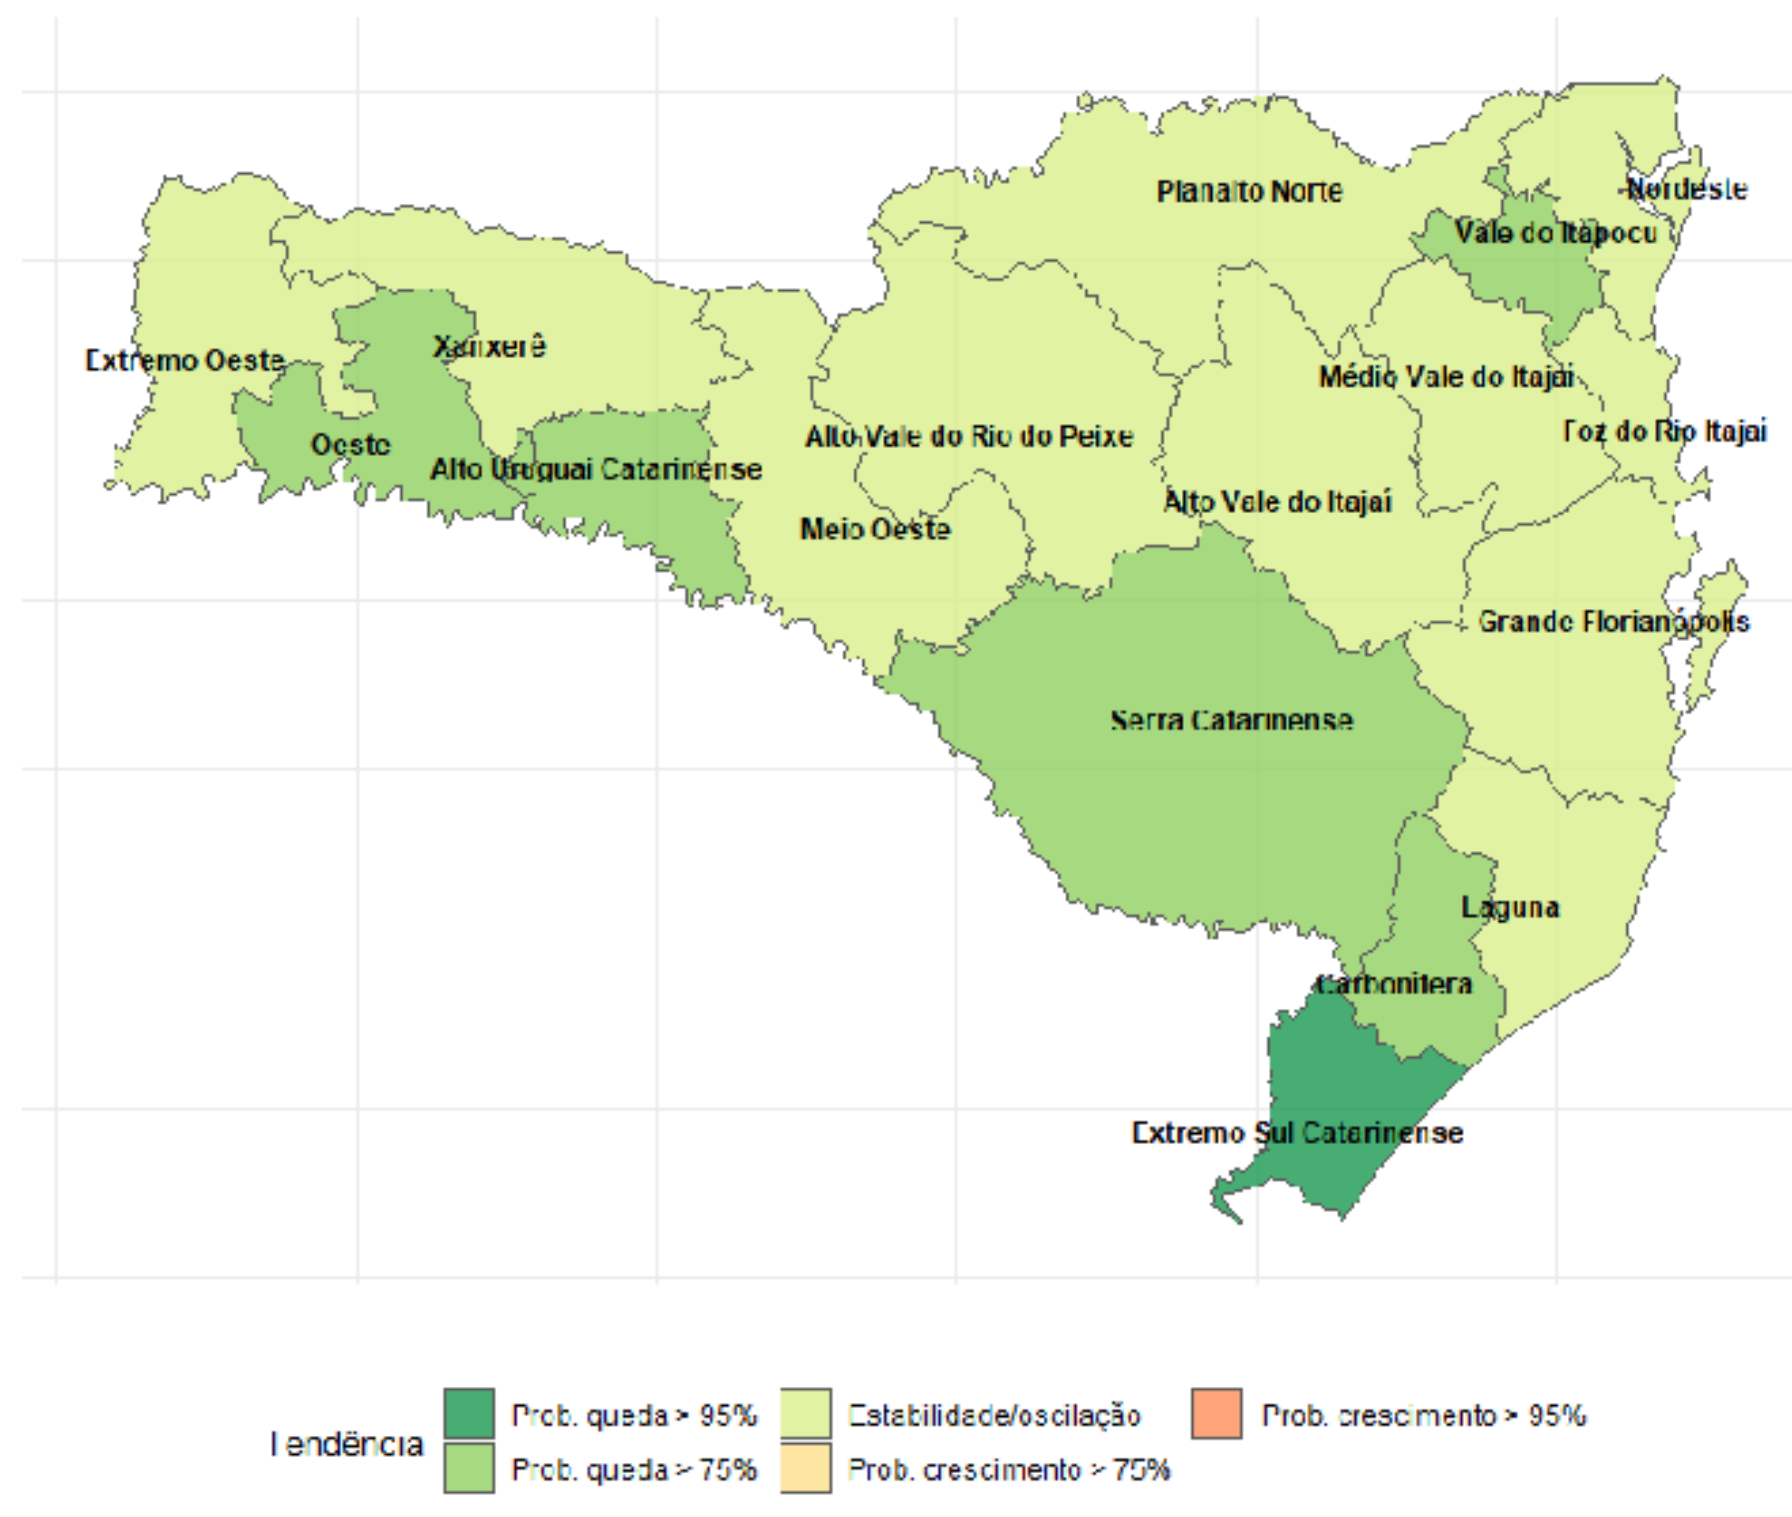 Planalto Norte
Nordeste
Vale do Itapocu
Xanxerê
Extremo Oeste
Médio Vale do Itajaí
Oeste
Alto Vale do Rio do Peixe
Foz do Rio Itajaí
Alto Uruguai Catarinense
Alto Vale do Itajaí
Meio Oeste
Grande Florianópolis
Serra Catarinense
Laguna
Carbonífera
Extremo Sul Catarinense
Tendência
Prob. queda > 95%
Prob. queda > 75%
Estabilidade/oscilação
Prob. crescimento > 75%
Prob. crescimento > 95%